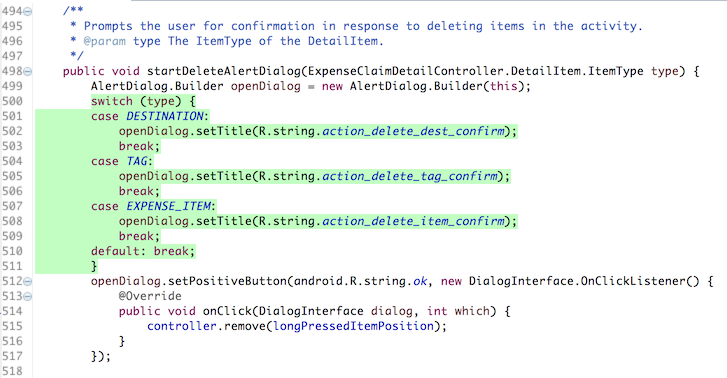 494 /**
495 * Prompts the user for confirmation in response to deleting items in the activity.
496 * @param type The ItemType of the DetailItem.
497 */
498 public void startDeleteAlertDialog(ExpenseClaimDetailController.DetailItem.ItemType type) {
499 AlertDialog.Builder openDialog = new AlertDialog.Builder(this);
500 switch (type) {
501 case DESTINATION:
502 openDialog.setTitle(R.string.action_delete_dest_confirm);
503 break;
504 case TAG:
505 openDialog.setTitle(R.string.action_delete_tag_confirm);
506 break;
507 case EXPENSE_ITEM:
508 openDialog.setTitle(R.string.action_delete_item_confirm);
509 break;
510 default: break;
511 }
512 openDialog.setPositiveButton(android.R.string.ok, new DialogInterface.OnClickListener() {
513 @Override
514 public void onClick(DialogInterface dialog, int which) {
515 controller.remove(longPressedItemPosition);
516 }
517 });
518